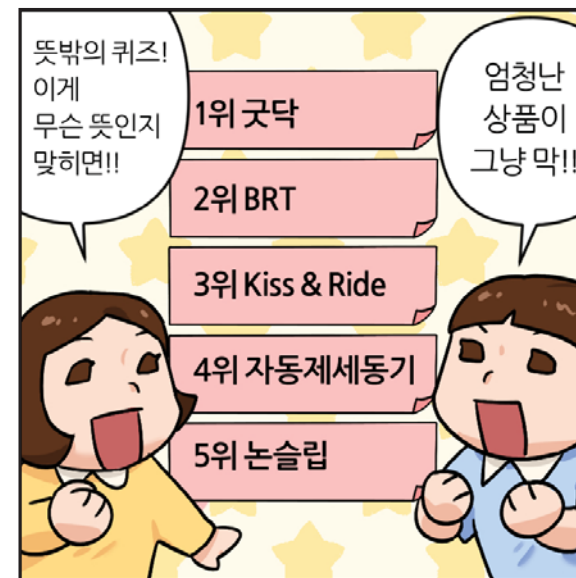 뜻밖의 퀴즈!
이게
무슨 뜻인지
맞히면!!
엄청난
상품이
그냥 막!!
1위 굿닥
2위 BRT
3위 Kiss & Ride
4위 자동제세동기
5위 논슬립